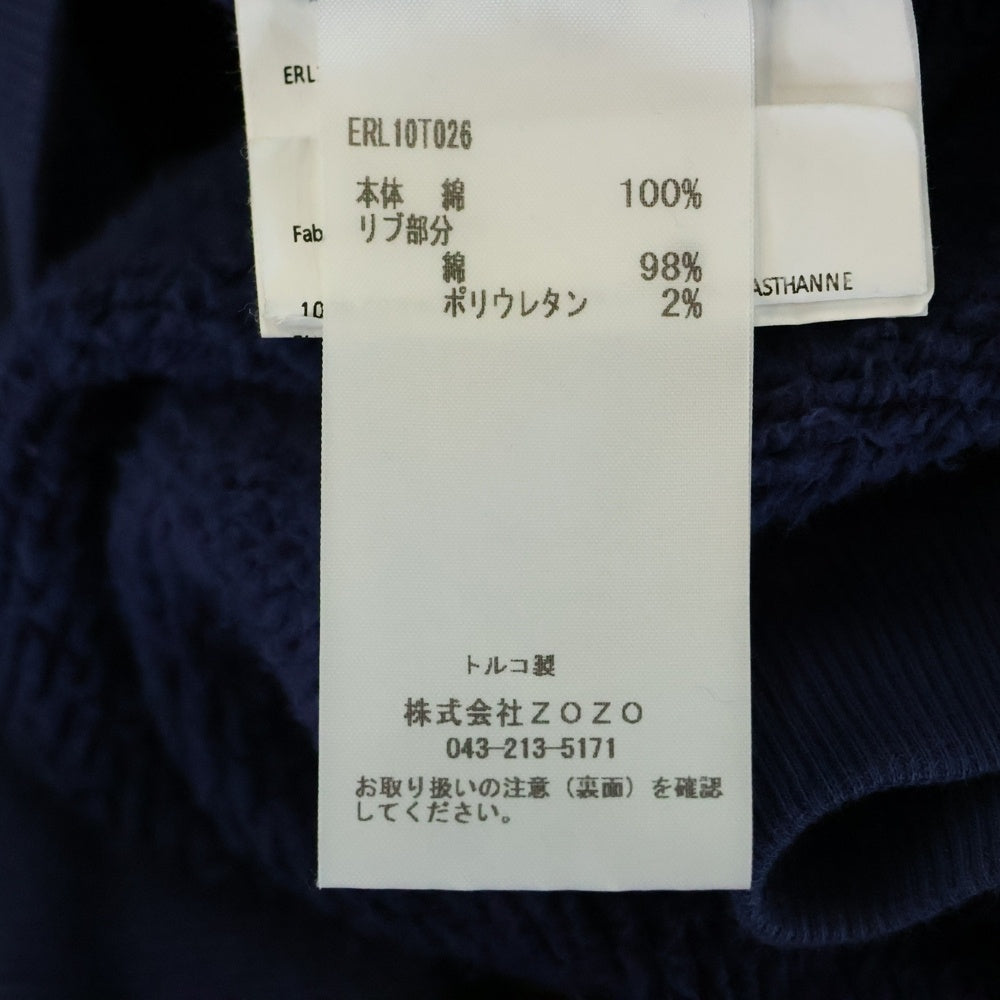 ERL
ERL10T026
本体 綿 100%
リブ部分
Fab
綿 98%
ASTHANNE
ポリウレタン 2%
10
トルコ製
株式会社ZOZO
043-213-5171
お取り扱いの注意(裏面)を確認
してください。